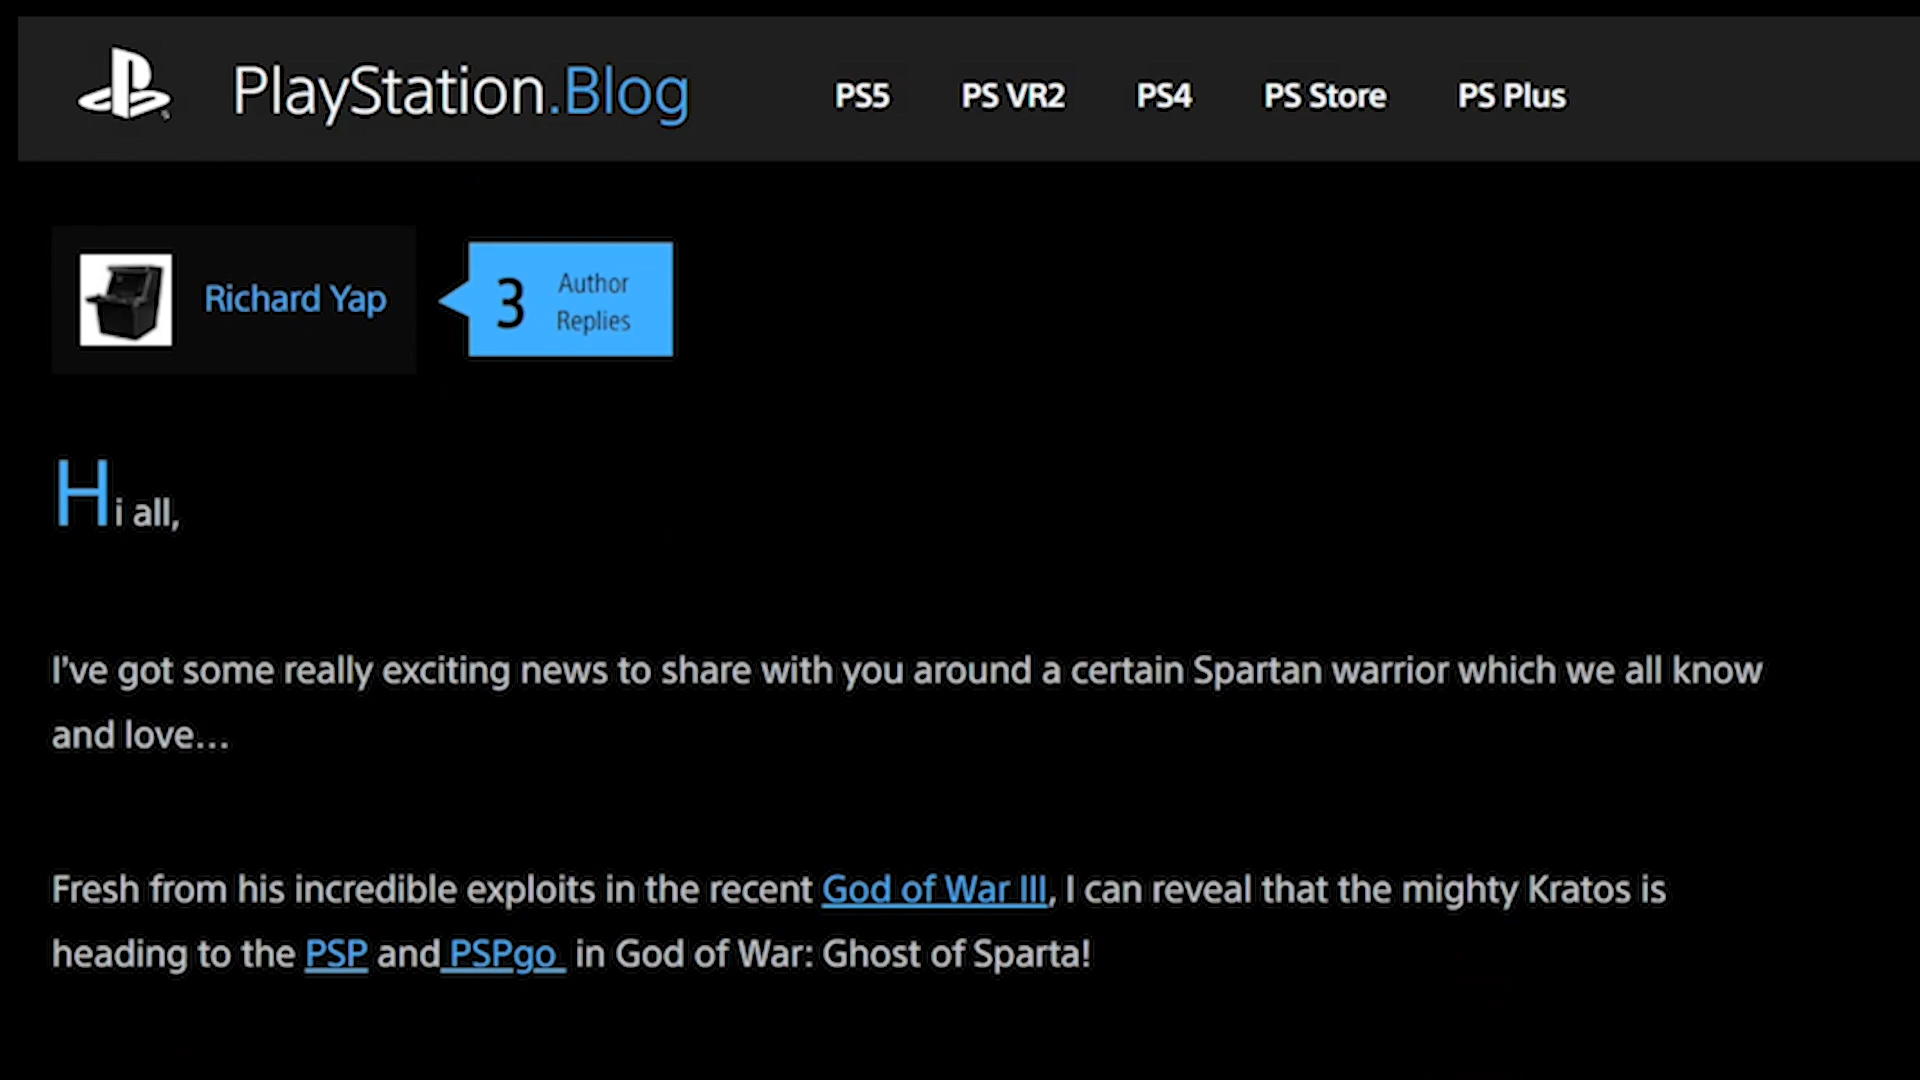 PlayStation.Blog PS5 PS VR2 PS4 PS Store PS Plus
Richard Yap 3 Author Replies
Hi all,
I've got some really exciting news to share with you around a certain Spartan warrior which we all know
and love…
Fresh from his incredible exploits in the recent God of War III, I can reveal that the mighty Kratos is
heading to the PSP and PSPgo in God of War: Ghost of Sparta!